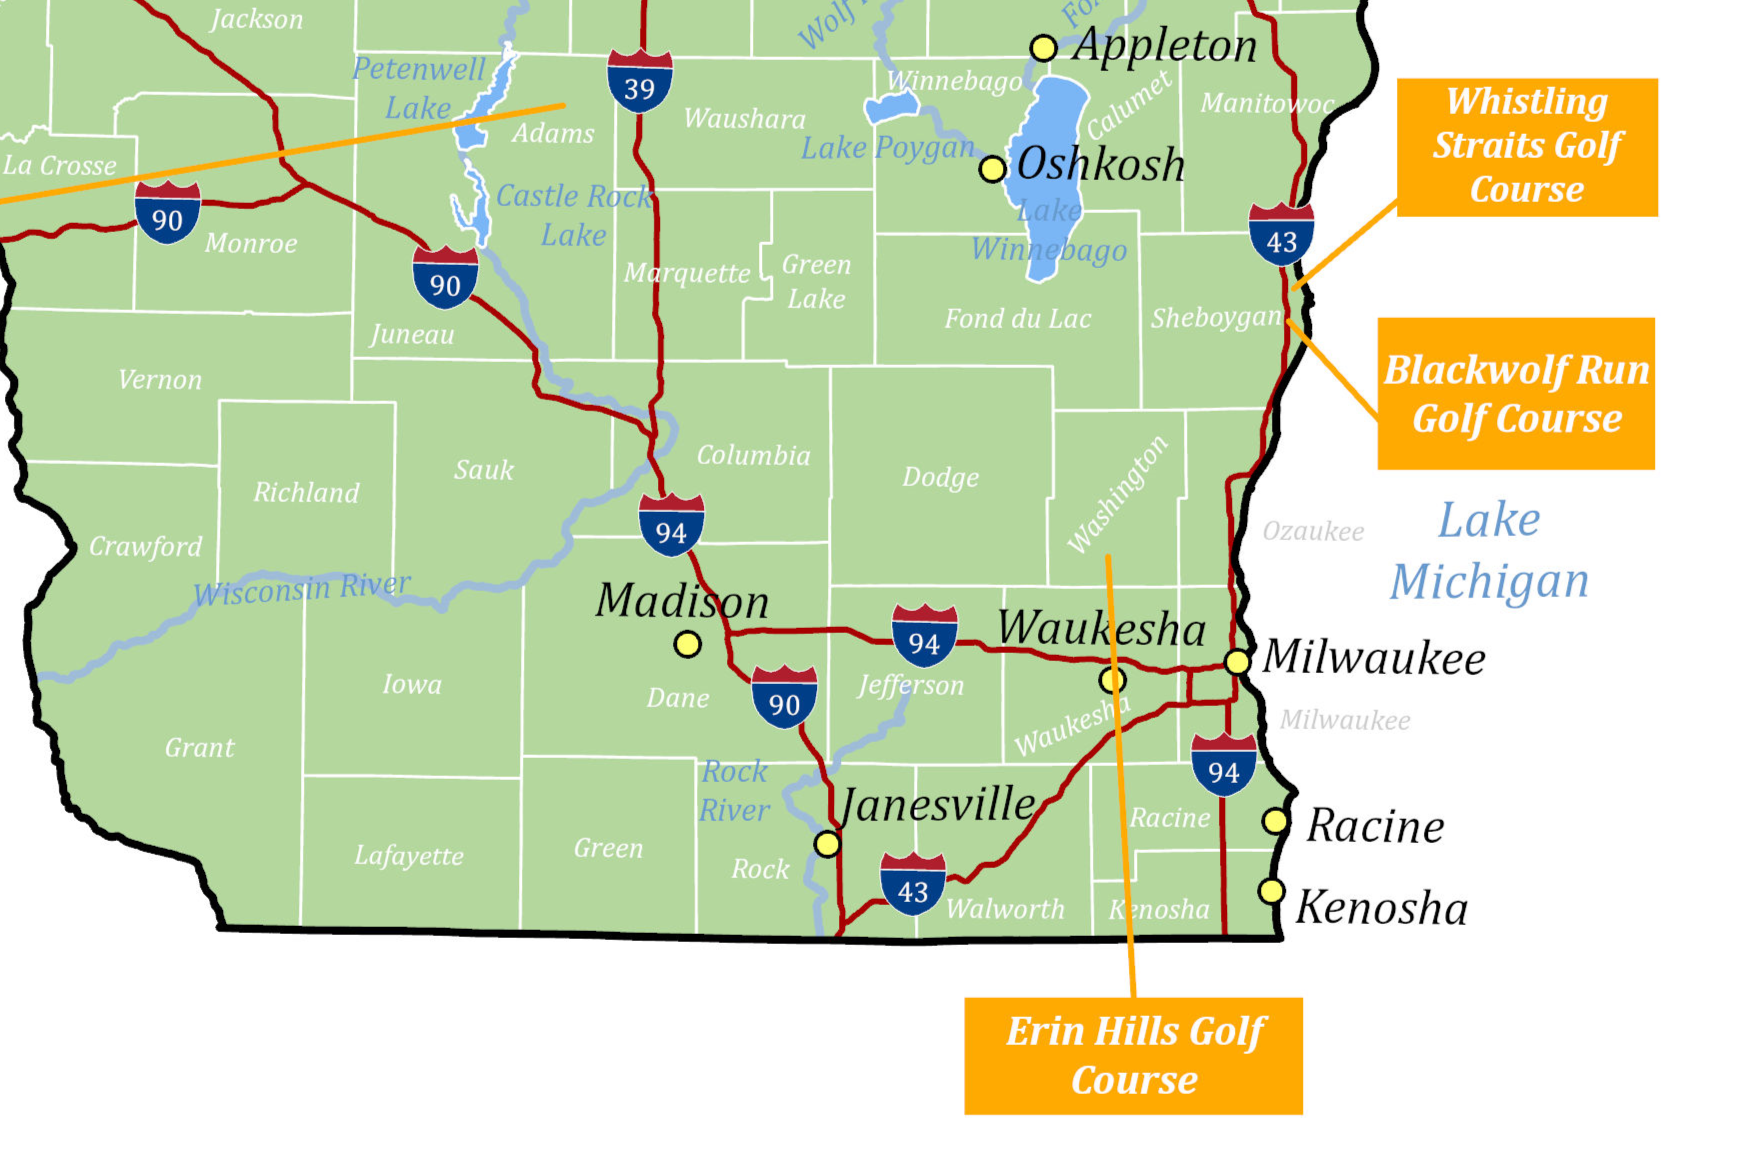 Jackson
Wolf
Appleton
Petenwell
Lake
39
Winnebago
Calumet
Manitowoc
Whistling
Straits Golf
Course
Waushara
Adams
La Crosse
Lake Poygan
Oshkosh
90
Castle Rock
Lake
Lake
Winnebago
43
Monroe
90
Marquette
Green
Lake
Juneau
Fond du Lac
Sheboygan
Blackwolf Run
Golf Course
Vernon
Columbia
Sauk
Dodge
Washington
Richland
94
Ozaukee
Lake
Michigan
Crawford
Wisconsin River
Madison
94
Waukesha
Milwaukee
Iowa
Dane
90
Jefferson
Waukesha
Milwaukee
Grant
Rock
River
94
Janesville
Racine
Racine
Lafayette
Green
Rock
43
Walworth
Kenosha
Kenosha
Erin Hills Golf
Course